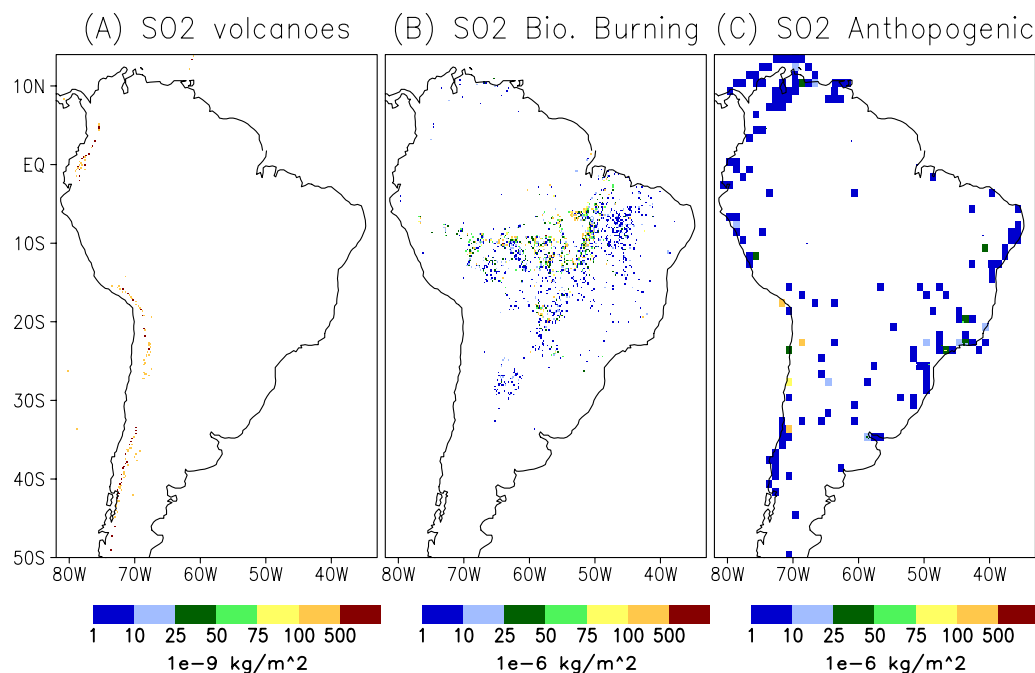 (A) SO2 volcanoes (B) SO2 Bio. Burning (C) SO2 Anthopogenic
10N
EQ
10S
20S
30S
40S
50S
80W 70W 60W 50W 40W 80W 70W 60W 50W 40W 80W 70W 60W 50W 40W
1 10 25 50 75 100 500 1 10 25 50 75 100 500 1 10 25 50 75 100 500
1e-9 kg/m^2 1e-6 kg/m^2 1e-6 kg/m^2